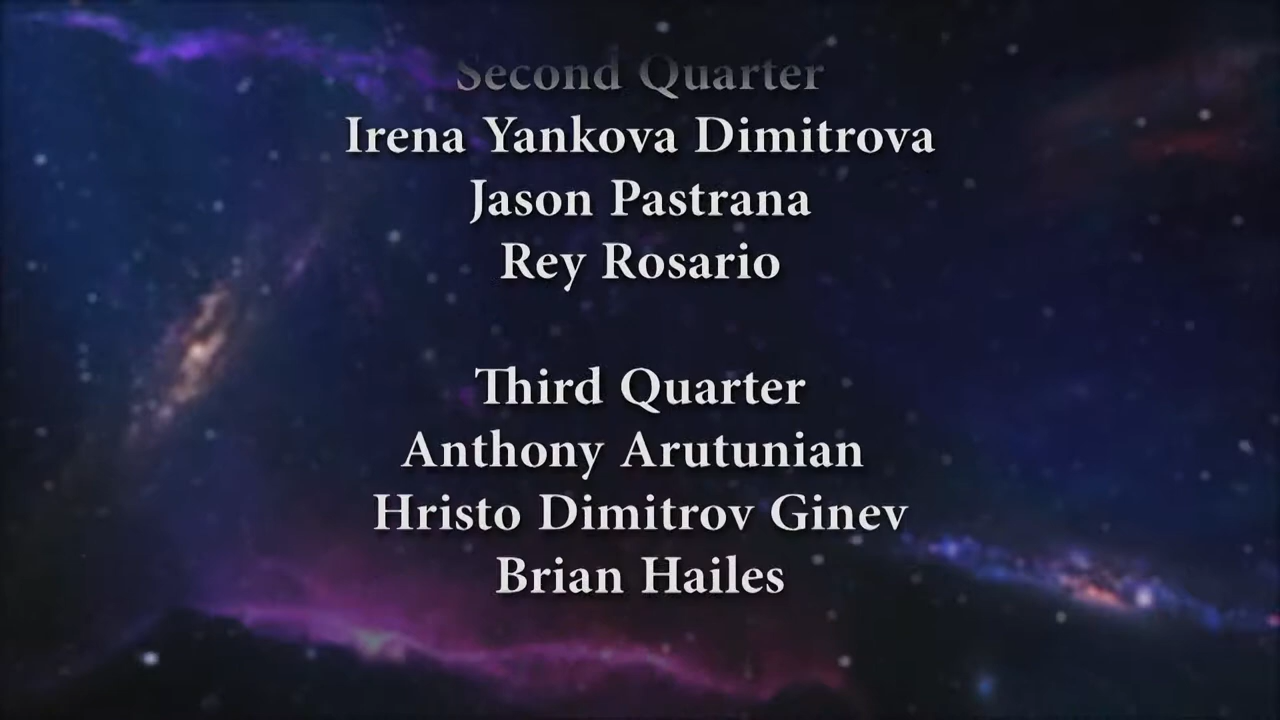 Second Quarter
Irena Yankova Dimitrova
Jason Pastrana
Rey Rosario
Third Quarter
Anthony Arutunian
Hristo Dimitrov Ginev
Brian Hailes